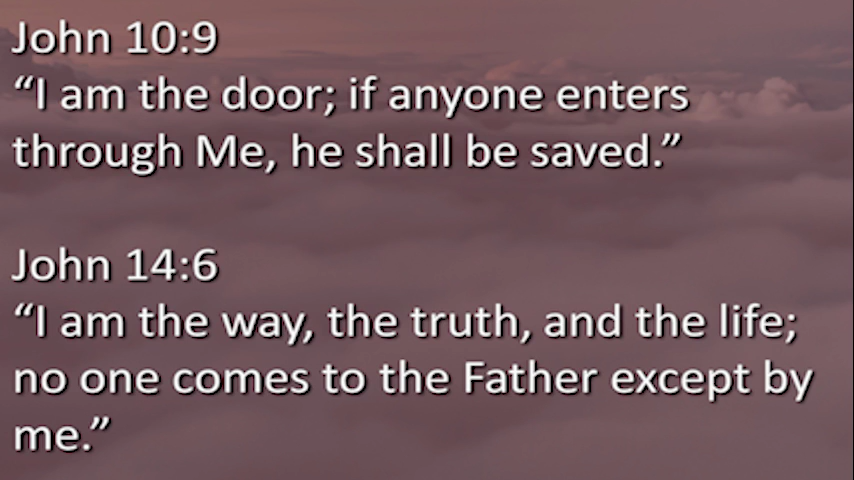 John 10:9
“I am the door; if anyone enters
through Me, he shall be saved.”
John 14:6
“I am the way, the truth, and the life;
no one comes to the Father except by
me.”